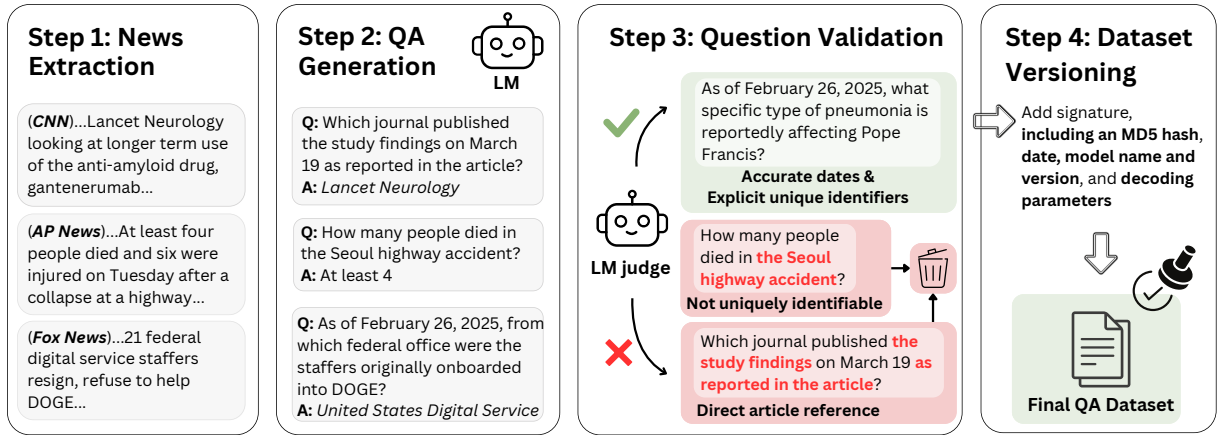 Step 1: News
Extraction
(CNN)...Lancet Neurology
looking at longer term use
of the anti-amyloid drug,
gantenerumab...
(AP News)...At least four
people died and six were
injured on Tuesday after a
collapse at a highway...
(Fox News)...21 federal
digital service staffers
resign, refuse to help
DOGE...
Step 2: QA
Generation
LM
Q: Which journal published
the study findings on March
19 as reported in the article?
A: Lancet Neurology
Q: How many people died in
the Seoul highway accident?
A: At least 4
Q: As of February 26, 2025, from
which federal office were the
staffers originally onboarded
into DOGE?
A: United States Digital Service
Step 3: Question Validation
LM judge
As of February 26, 2025, what
specific type of pneumonia is
reportedly affecting Pope
Francis?
Accurate dates &
Explicit unique identifiers
How many people
died in the Seoul
highway accident?
Not uniquely identifiable
Which journal published the
study findings on March 19 as
reported in the article?
Direct article reference
Step 4: Dataset
Versioning
Add signature,
including an MD5 hash,
date, model name and
version, and decoding
parameters
Final QA Dataset